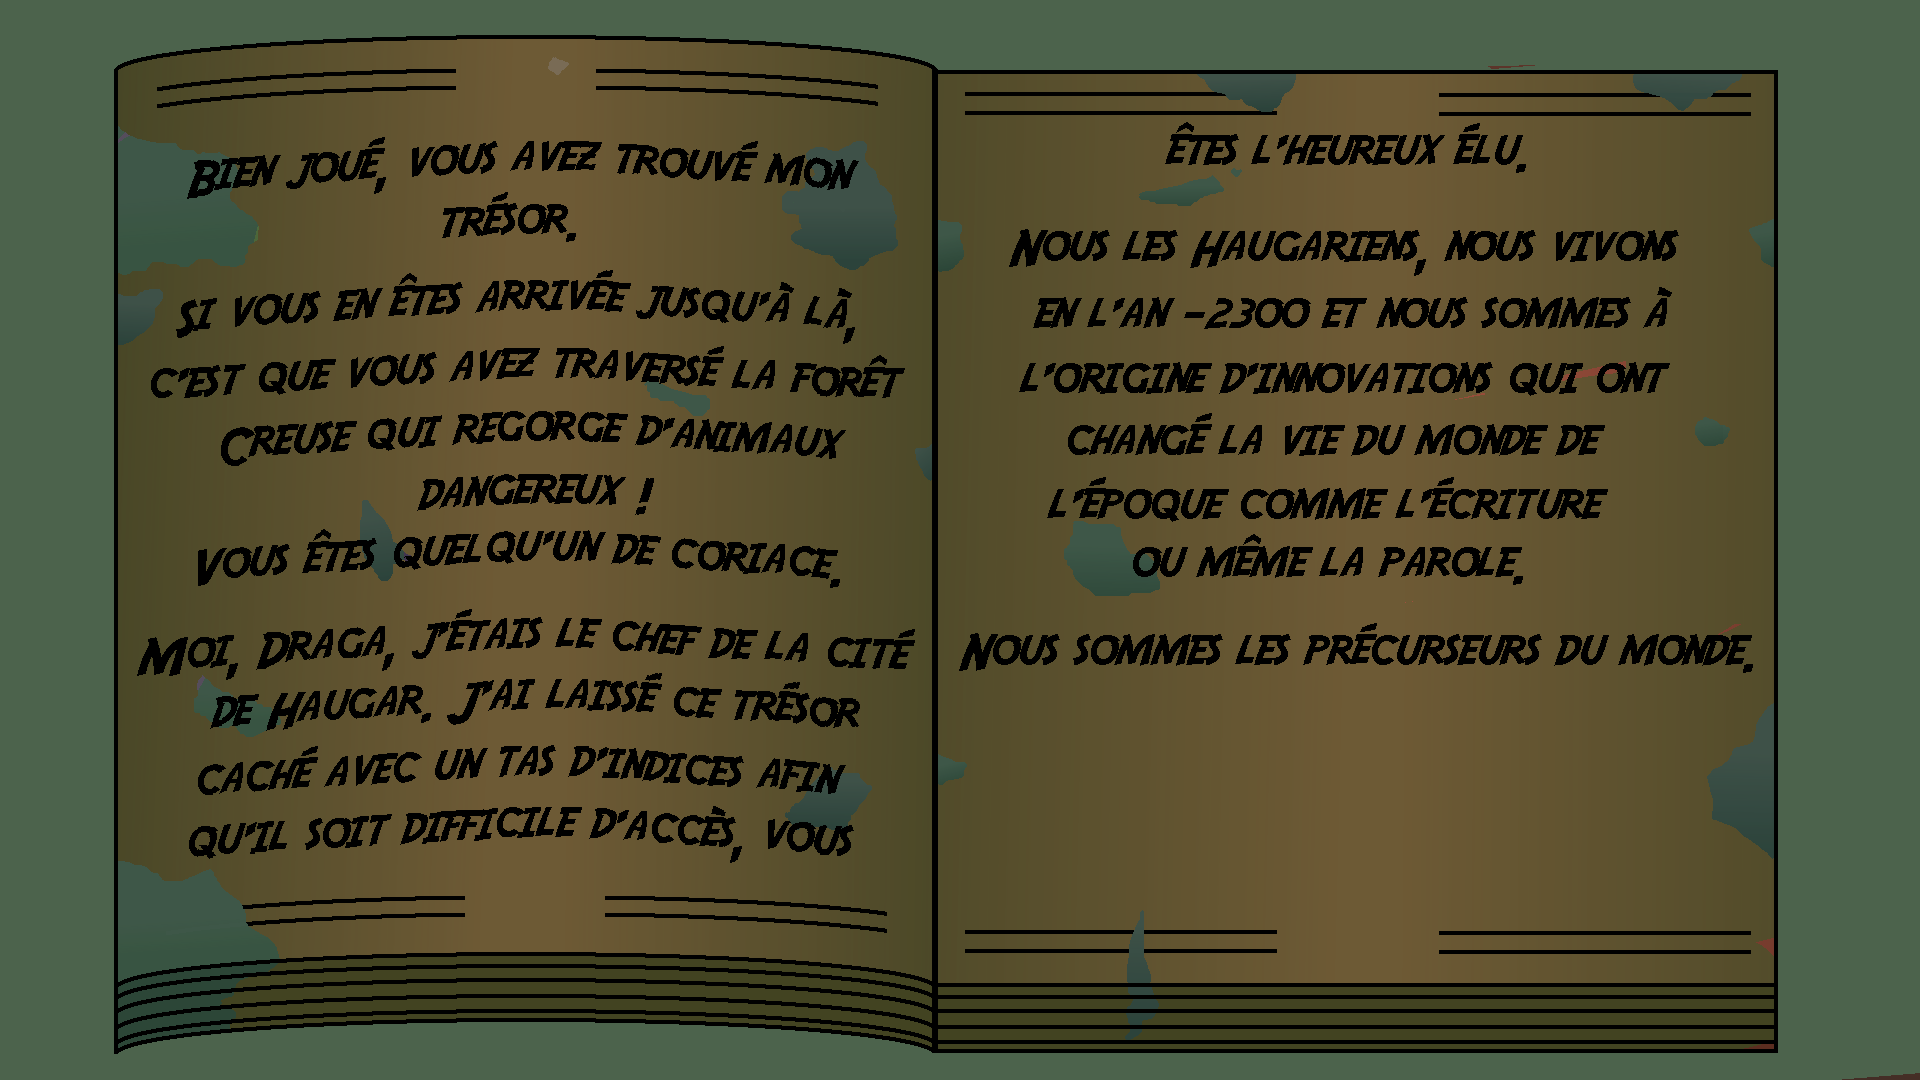 Bien joué, vous avez trouvé mon
trésor.
Si vous en êtes arrivée jusqu'à là,
c'est que vous avez traversé la forêt
Creuse qui regorge d'animaux
dangereux !
Vous êtes quelqu'un de coriace.
Moi, Draga, j'étais le chef de la cité
de Haugar. J'ai laissé ce trésor
caché avec un tas d'indices afin
qu'il soit difficile d'accès, vous
êtes l'heureux élu.
Nous les Haugariens, nous vivons
en l'an -2300 et nous sommes à
l'origine d'innovations qui ont
changé la vie du monde de
l'époque comme l'écriture
ou même la parole.
Nous sommes les précurseurs du monde.